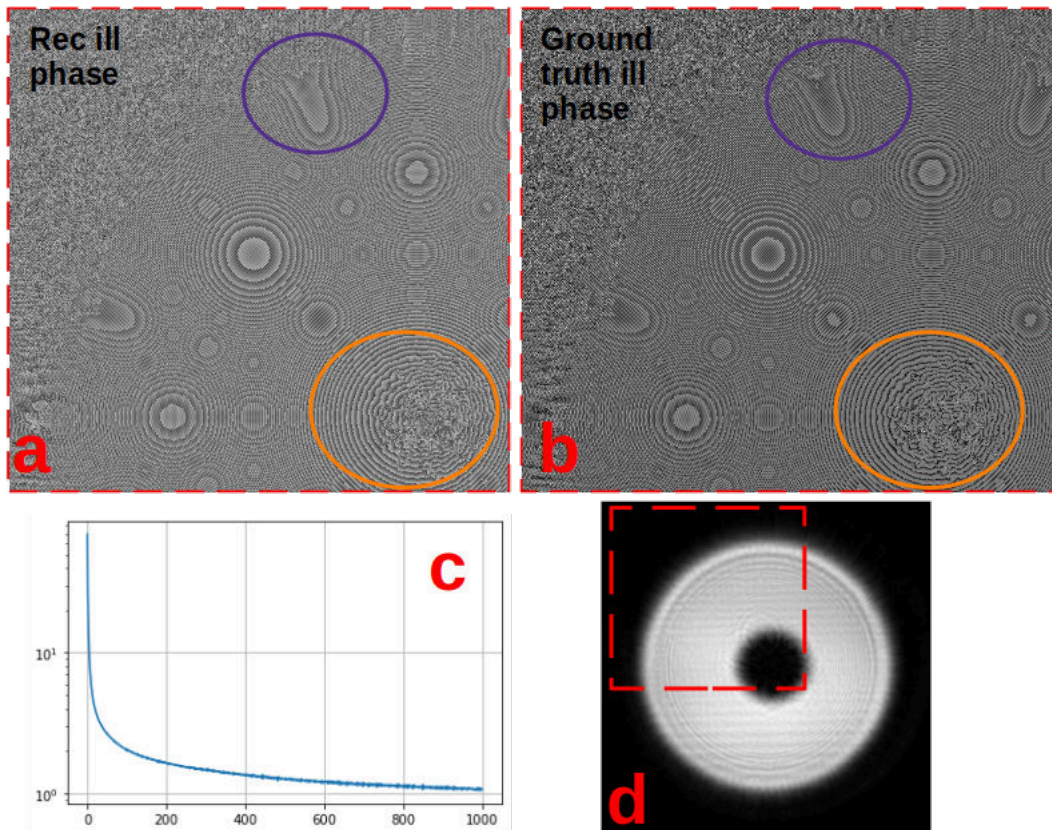 Rec ill
phase
a
Ground
truth ill
phase
b
c
10¹
10⁰
0 200 400 600 800 1000
d